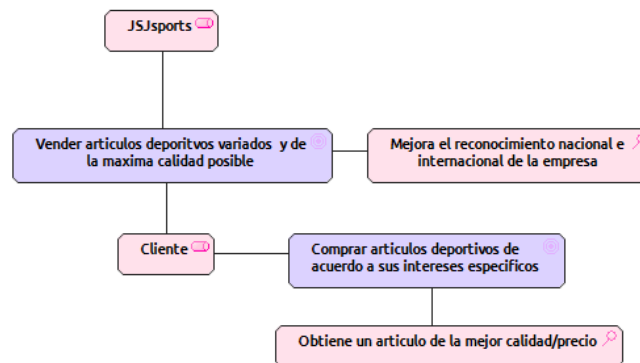 JSJsports
Vender articulos deporitvos variados y de
la maxima calidad posible
Mejora el reconocimiento nacional e
internacional de la empresa
Cliente
Comprar articulos deportivos de
acuerdo a sus intereses especificos
Obtiene un articulo de la mejor calidad/precio